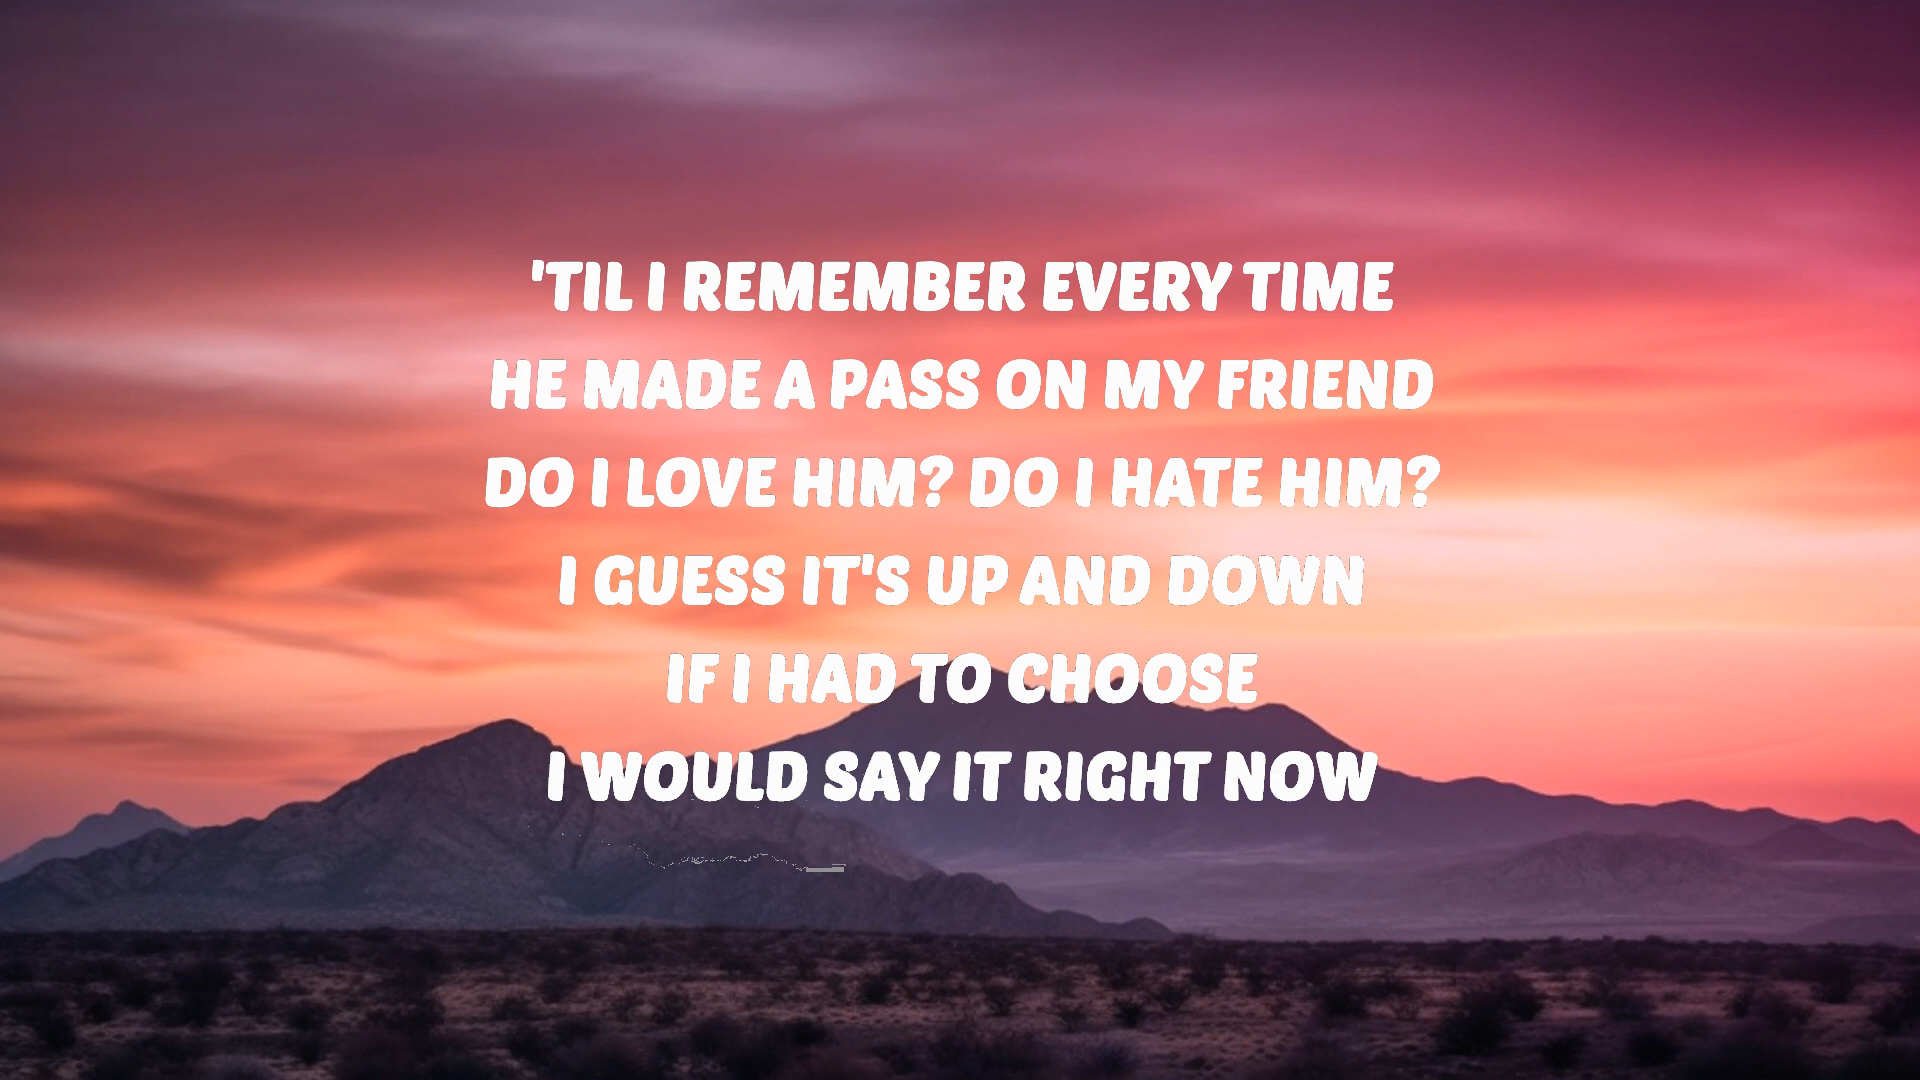 'TIL I REMEMBER EVERY TIME
HE MADE A PASS ON MY FRIEND
DO I LOVE HIM? DO I HATE HIM?
I GUESS IT'S UP AND DOWN
IF I HAD TO CHOOSE
I WOULD SAY IT RIGHT NOW